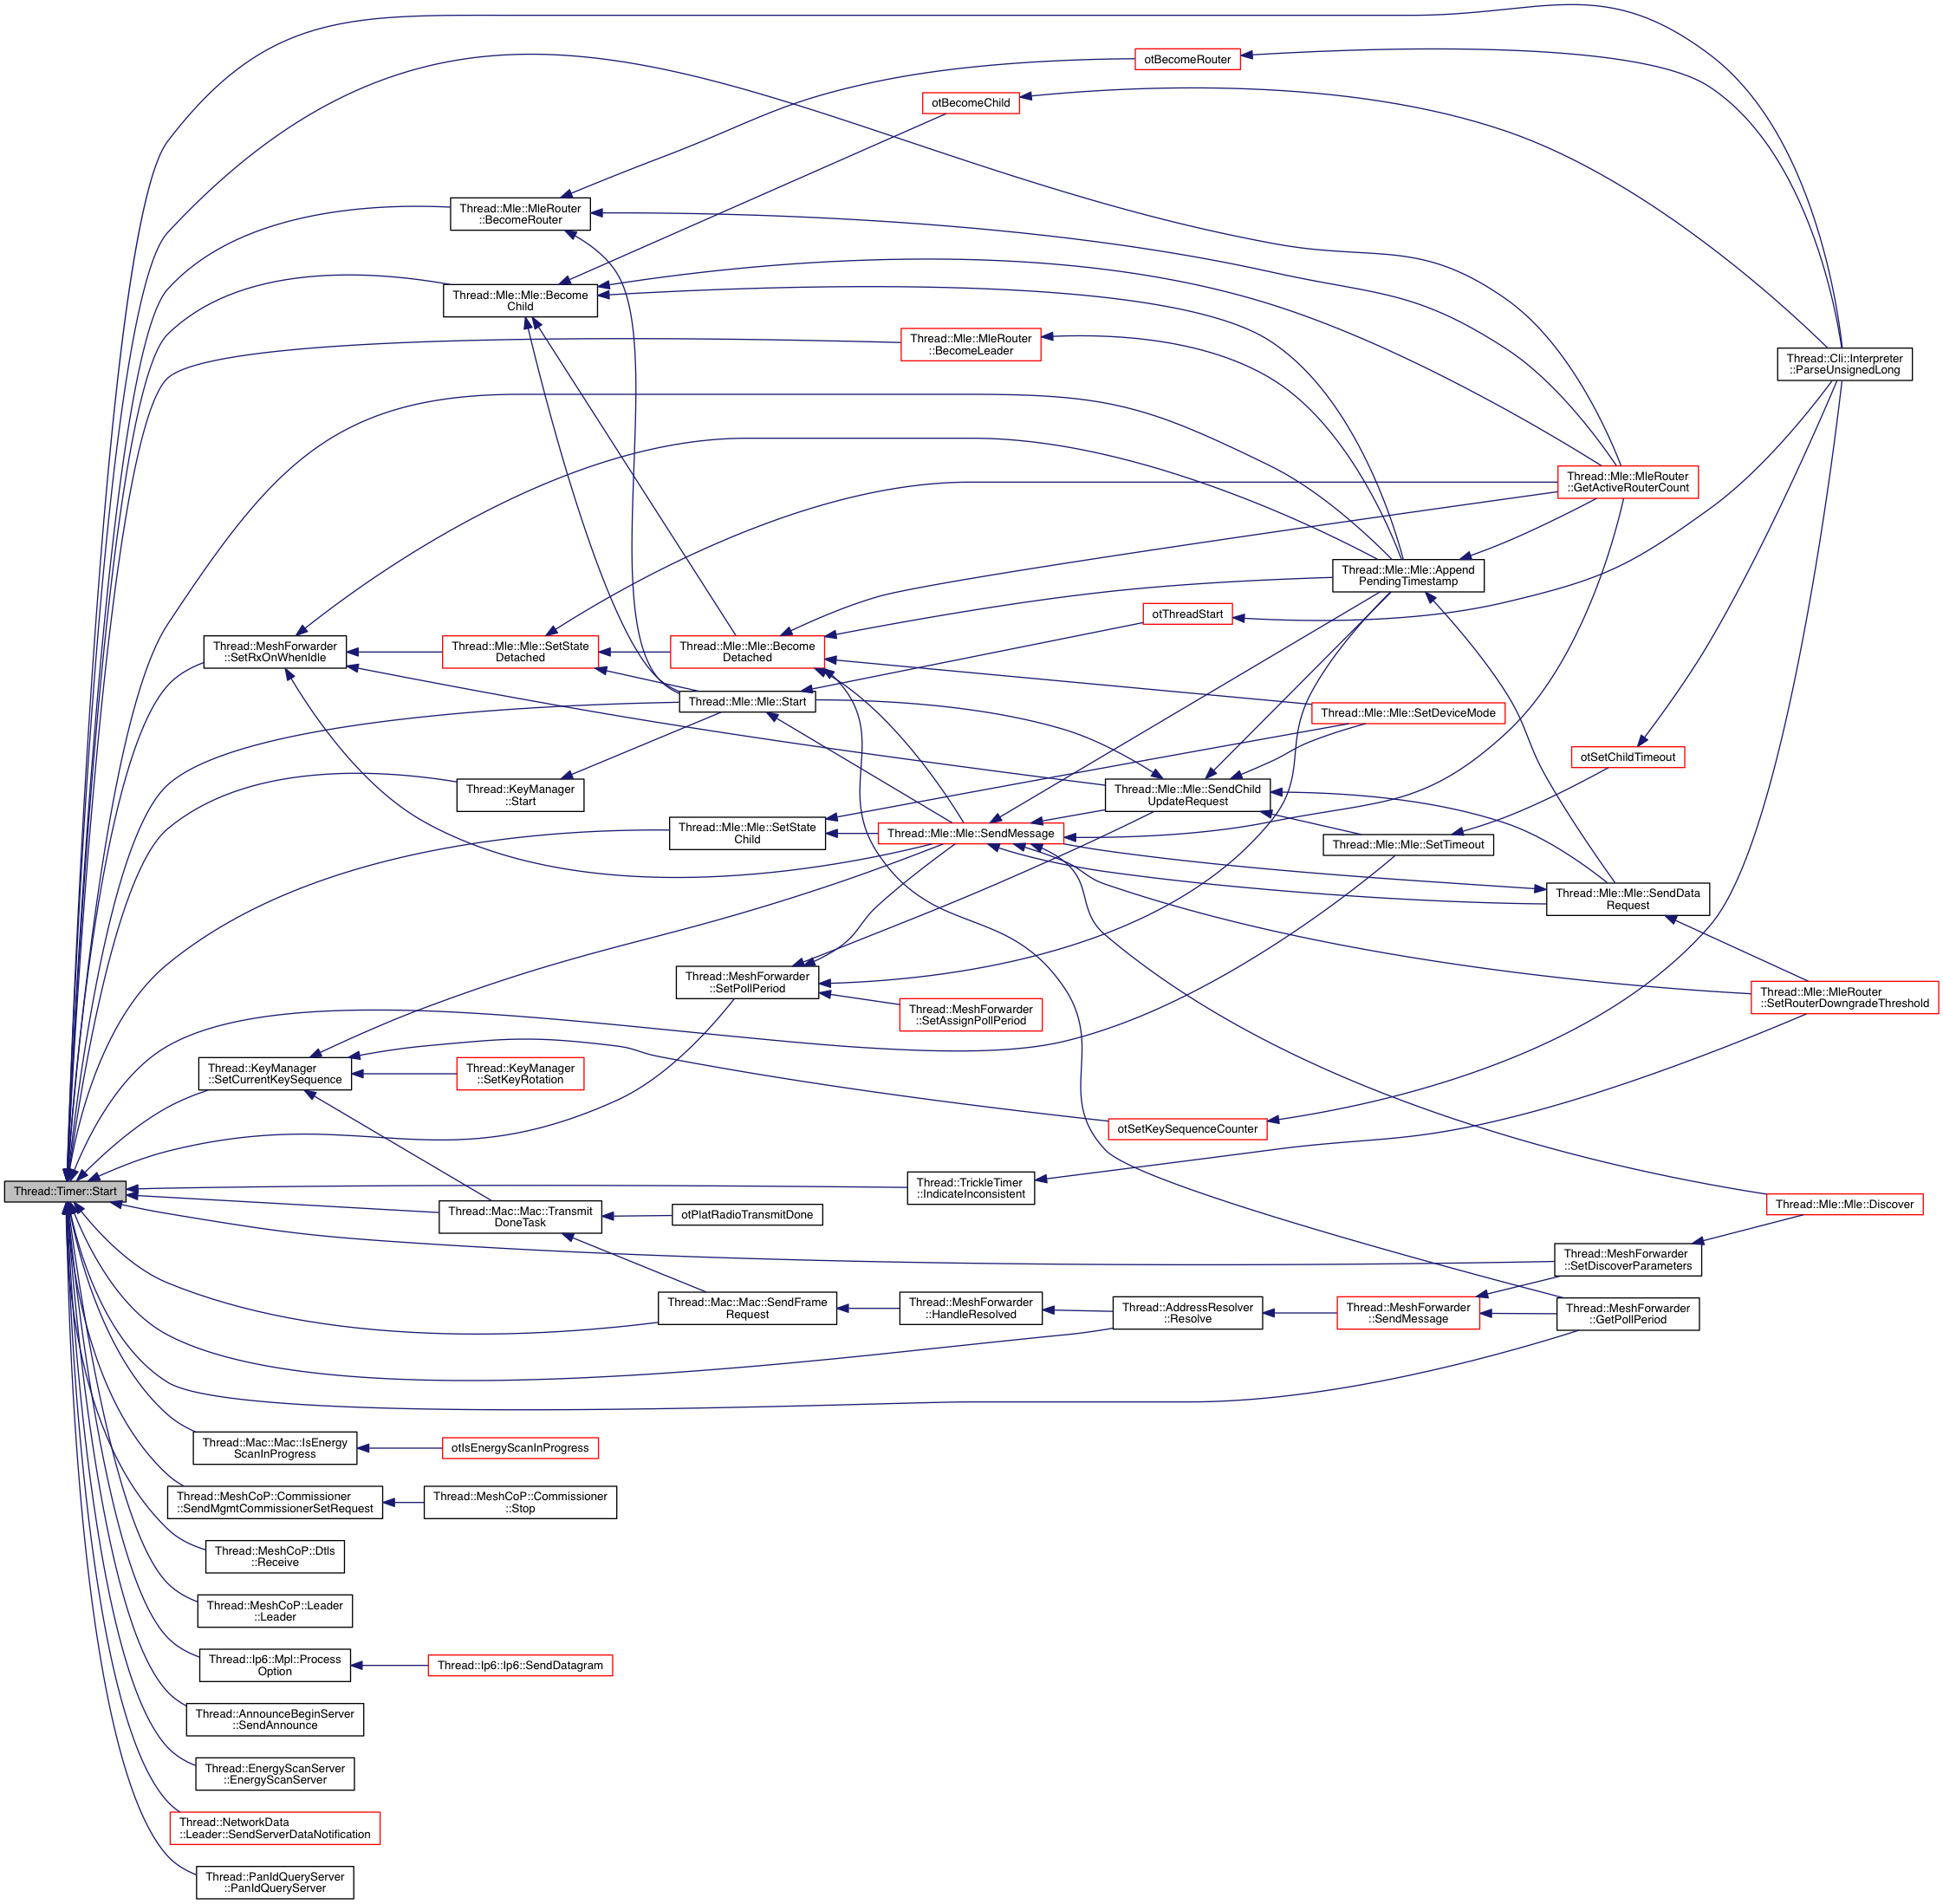 otBecomeRouter
otBecomeChild
Thread::Mle::MleRouter
::BecomeRouter
Thread::Mle::Mle::Become
Child
Thread::Mle::MleRouter
::BecomeLeader
Thread::Cli::Interpreter
::ParseUnsignedLong
Thread::Mle::MleRouter
::GetActiveRouterCount
Thread::Mle::Mle::Append
PendingTimestamp
otThreadStart
Thread::MeshForwarder
::SetRxOnWhenIdle
Thread::Mle::Mle::SetState
Detached
Thread::Mle::Mle::Become
Detached
Thread::Mle::Mle::Start
Thread::Mle::Mle::SetDeviceMode
otSetChildTimeout
Thread::KeyManager
::Start
Thread::Mle::Mle::SendChild
UpdateRequest
Thread::Mle::Mle::SetState
Child
Thread::Mle::Mle::SendMessage
Thread::Mle::Mle::SetTimeout
Thread::Mle::Mle::SendData
Request
Thread::MeshForwarder
::SetPollPeriod
Thread::MeshForwarder
::SetAssignPollPeriod
Thread::Mle::MleRouter
::SetRouterDowngradeThreshold
Thread::KeyManager
::SetCurrentKeySequence
Thread::KeyManager
::SetKeyRotation
otSetKeySequenceCounter
Thread::Timer::Start
Thread::TrickleTimer
::IndicateInconsistent
Thread::Mac::Mac::Transmit
DoneTask
otPlatRadioTransmitDone
Thread::Mle::Mle::Discover
Thread::MeshForwarder
::SetDiscoverParameters
Thread::Mac::Mac::SendFrame
Request
Thread::MeshForwarder
::HandleResolved
Thread::AddressResolver
::Resolve
Thread::MeshForwarder
::SendMessage
Thread::MeshForwarder
::GetPollPeriod
Thread::Mac::Mac::IsEnergy
ScanInProgress
otIsEnergyScanInProgress
Thread::MeshCoP::Commissioner
::SendMgmtCommissionerSetRequest
Thread::MeshCoP::Commissioner
::Stop
Thread::MeshCoP::Dtls
::Receive
Thread::MeshCoP::Leader
::Leader
Thread::Ip6::Mpl::Process
Option
Thread::Ip6::Ip6::SendDatagram
Thread::AnnounceBeginServer
::SendAnnounce
Thread::EnergyScanServer
::EnergyScanServer
Thread::NetworkData
::Leader::SendServerDataNotification
Thread::PanIdQueryServer
::PanIdQueryServer